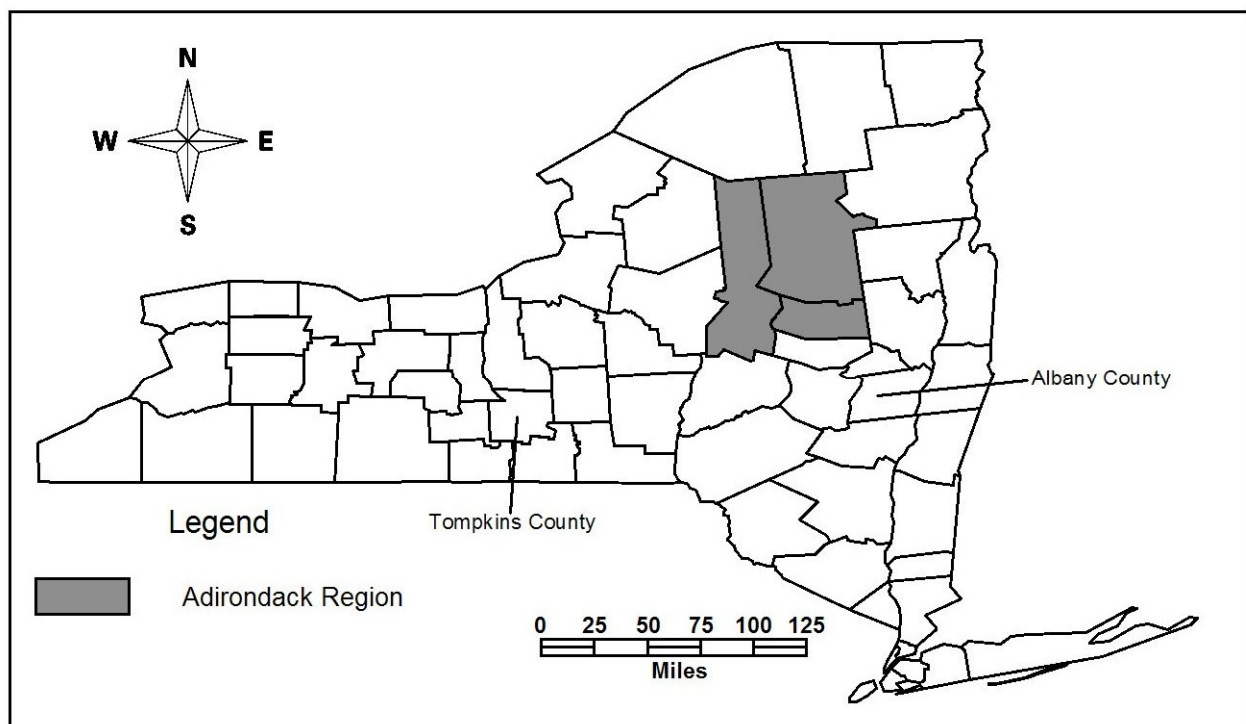 N
W E
S
Albany County
Legend
Tompkins County
Adirondack Region
0 25 50 75 100 125
Miles